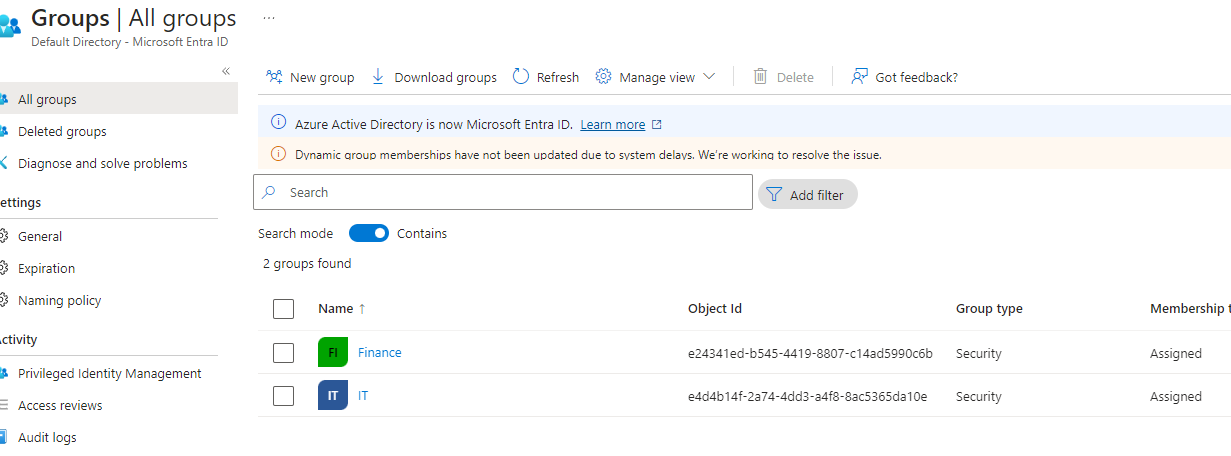 Groups | All groups ...
Default Directory - Microsoft Entra ID
«
All groups
Deleted groups
Diagnose and solve problems
ettings
General
Expiration
Naming policy
ctivity
Privileged Identity Management
Access reviews
Audit logs
New group Download groups Refresh Manage view Delete Got feedback?
Azure Active Directory is now Microsoft Entra ID. Learn more
Dynamic group memberships have not been updated due to system delays. We're working to resolve the issue.
Search Add filter
Search mode Contains
2 groups found
Name ↑ Object Id Group type Membership t
FI Finance e24341ed-b545-4419-8807-c14ad5990c6b Security Assigned
IT IT e4d4b14f-2a74-4dd3-a4f8-8ac5365da10e Security Assigned